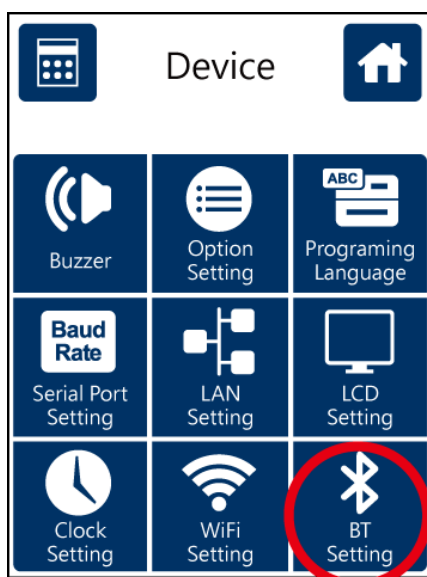 Device
Buzzer
Option
Setting
ABC
Programing
Language
Baud
Rate
Serial Port
Setting
LAN
Setting
LCD
Setting
Clock
Setting
WiFi
Setting
BT
Setting